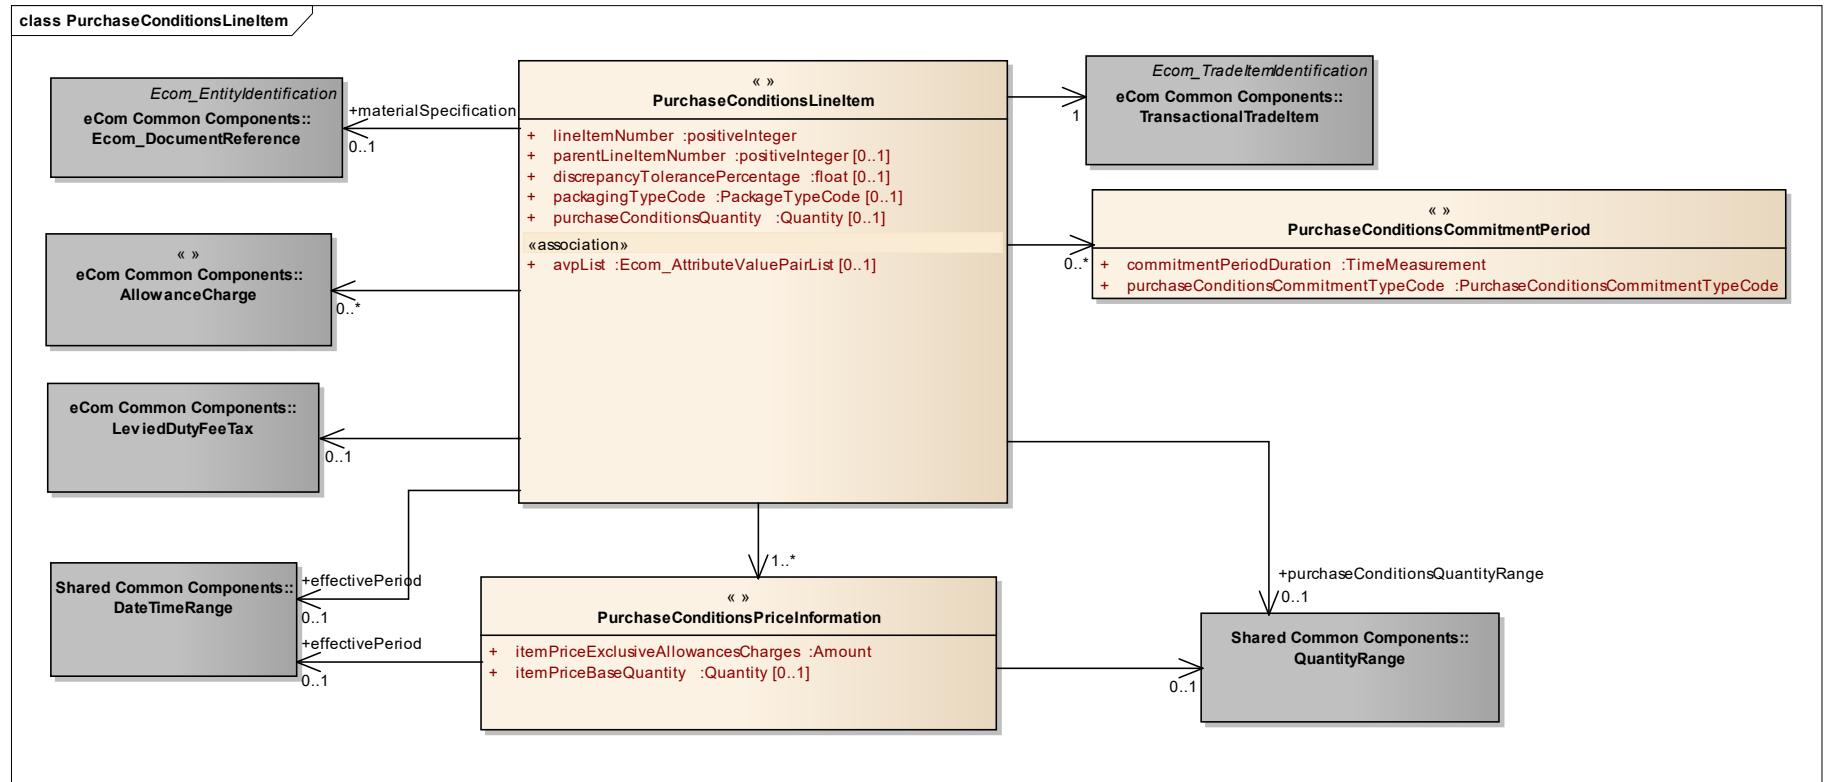 class PurchaseConditionsLineItem
Ecom_EntityIdentification
eCom Common Components::
Ecom_DocumentReference
+materialSpecification
0..1
« »
PurchaseConditionsLineItem
+ lineItemNumber :positiveInteger
+ parentLineItemNumber :positiveInteger [0..1]
+ discrepancyTolerancePercentage :float [0..1]
+ packagingTypeCode :PackageTypeCode [0..1]
+ purchaseConditionsQuantity :Quantity [0..1]
«association»
+ avpList :Ecom_AttributeValuePairList [0..1]
Ecom_TradeItemIdentification
eCom Common Components::
TransactionalTradeItem
1
« »
PurchaseConditionsCommitmentPeriod
+ commitmentPeriodDuration :TimeMeasurement
+ purchaseConditionsCommitmentTypeCode :PurchaseConditionsCommitmentTypeCode
0..*
« »
eCom Common Components::
AllowanceCharge
0..*
eCom Common Components::
LeviedDutyFeeTax
0..1
Shared Common Components::
DateTimeRange
+effectivePeriod
0..1
+effectivePeriod
0..1
1..*
« »
PurchaseConditionsPriceInformation
+ itemPriceExclusiveAllowancesCharges :Amount
+ itemPriceBaseQuantity :Quantity [0..1]
+purchaseConditionsQuantityRange
0..1
Shared Common Components::
QuantityRange
0..1